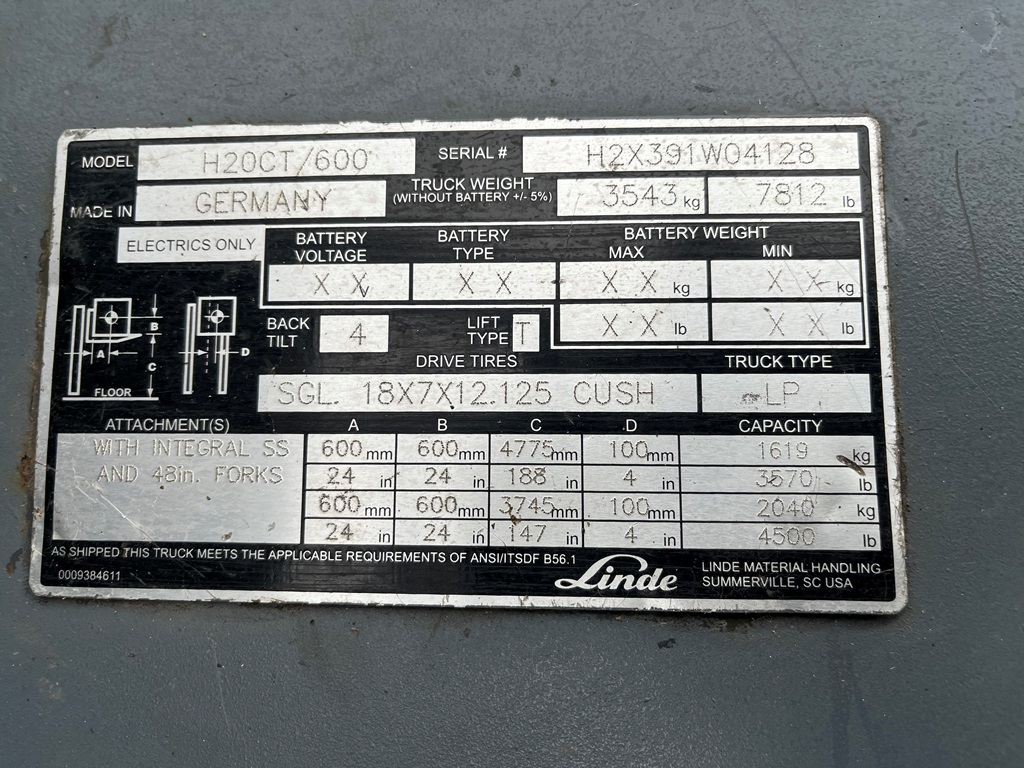 MODEL H20CT/600 SERIAL # H2X391W04128
MADE IN GERMANY TRUCK WEIGHT (WITHOUT BATTERY +/- 5%) 3543 kg 7812 lb
ELECTRICS ONLY BATTERY VOLTAGE BATTERY TYPE BATTERY WEIGHT
MAX MIN
X X V X X X X kg X X kg
X X lb X X lb
BACK TILT 4 LIFT TYPE T
A B C D
FLOOR
DRIVE TIRES TRUCK TYPE
SGL. 18X7X12.125 CUSH LP
ATTACHMENT(S) A B C D CAPACITY
WITH INTEGRAL SS 600 mm 600 mm 4775 mm 100 mm 1619 kg
AND 48in. FORKS 24 in 24 in 188 in 4 in 3570 lb
600 mm 600 mm 3745 mm 100 mm 2040 kg
24 in 24 in 147 in 4 in 4500 lb
AS SHIPPED THIS TRUCK MEETS THE APPLICABLE REQUIREMENTS OF ANSI/ITSDF B56.1
0009384611
Linde
LINDE MATERIAL HANDLING
SUMMERVILLE, SC USA